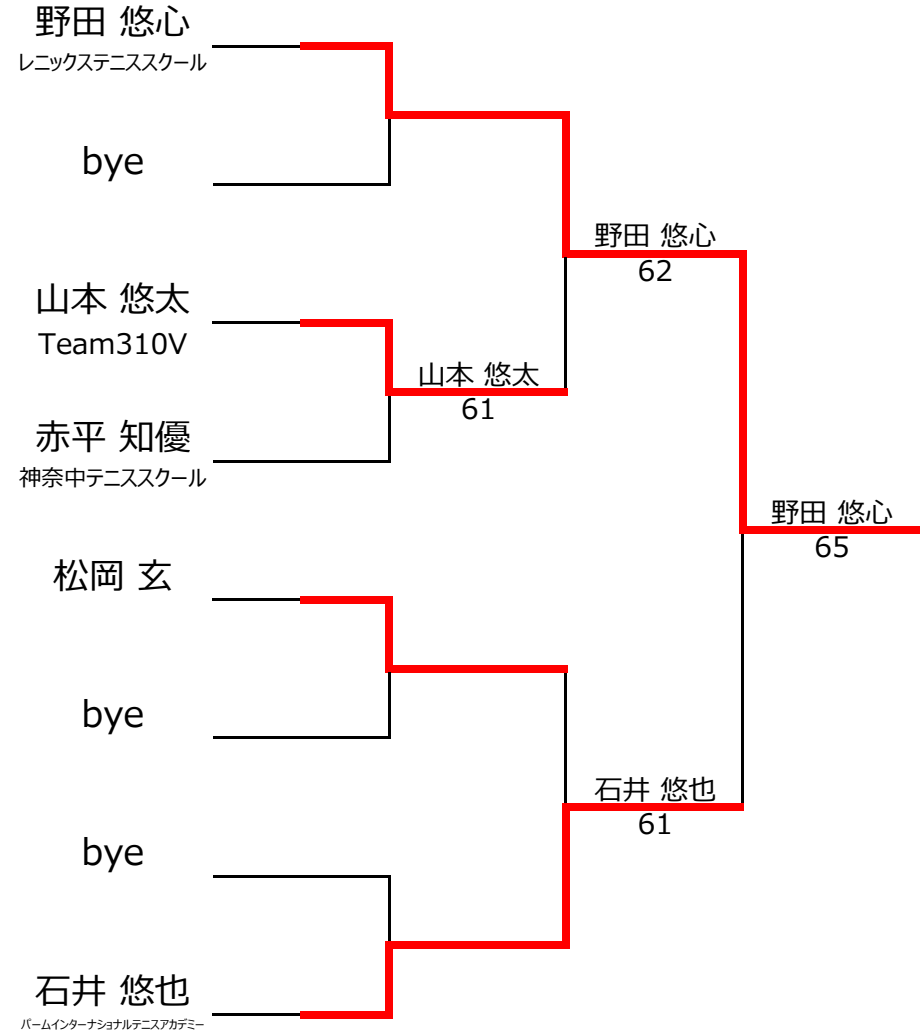 野田 悠心
レニックステニススクール
bye
山本 悠太
Team310V
赤平 知優
神奈中テニススクール
松岡 玄
bye
bye
石井 悠也
パームインターナショナルテニスアカデミー
山本 悠太
61
野田 悠心
62
石井 悠也
61
野田 悠心
65